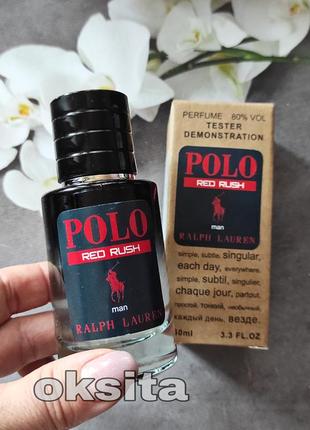 POLO
RED RUSH
man
RALPH LAUREN
PERFUME 80% VOL
TESTER
DEMONSTRATION
POLO
RED RUSH
man
RALPH LAUREN
simple, subtle, singular,
each day, everywhere.
simple, subtil, singulier,
chaque jour, partout.
простой, тонкий, необычный,
каждый день, везде.
3.3 FL.OZ
oksita